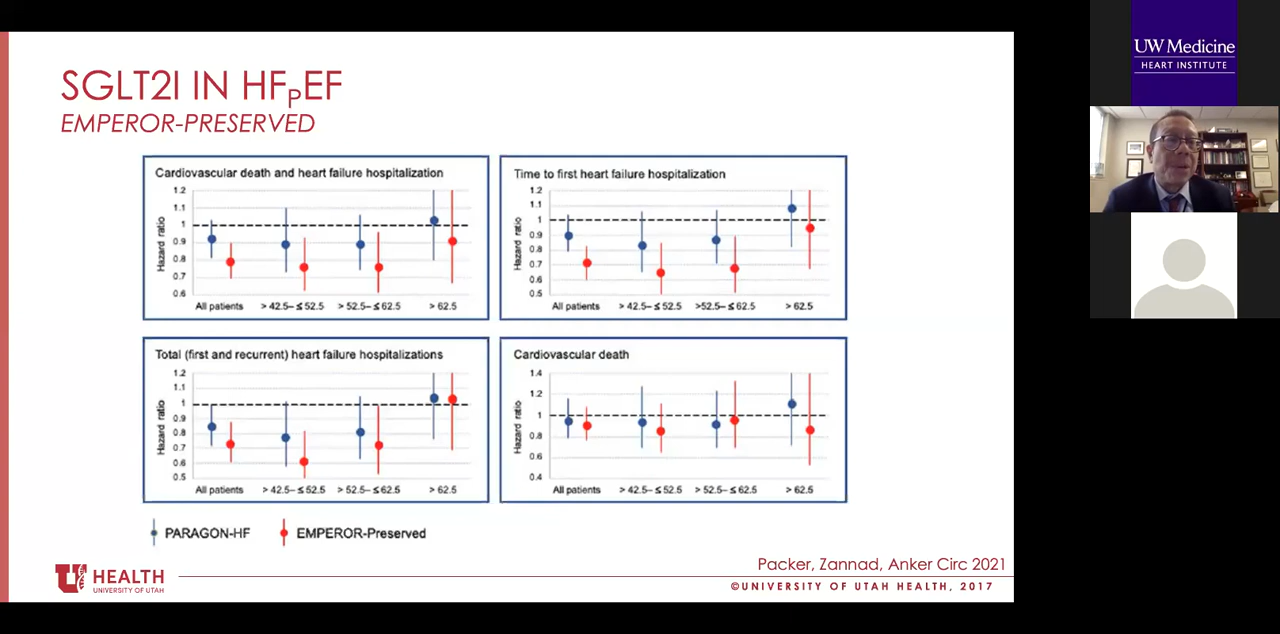 SGLT2I IN HFPEF
EMPEROR-PRESERVED
Cardiovascular death and heart failure hospitalization
1.2
1.1
1
0.9
0.8
0.7
0.6
Hazard ratio
All patients > 42.5–≤ 52.5 > 52.5–≤ 62.5 > 62.5
Time to first heart failure hospitalization
1.2
1.1
1
0.9
0.8
0.7
0.6
0.5
Hazard ratio
All patients > 42.5–≤ 52.5 >52.5–≤ 62.5 > 62.5
Total (first and recurrent) heart failure hospitalizations
1.2
1.1
1
0.9
0.8
0.7
0.6
0.5
Hazard ratio
All patients > 42.5–≤ 52.5 > 52.5–≤ 62.5 > 62.5
Cardiovascular death
1.4
1.2
1
0.8
0.6
0.4
Hazard ratio
All patients > 42.5–≤ 52.5 > 52.5–≤ 62.5 > 62.5
PARAGON-HF EMPEROR-Preserved
Packer, Zannad, Anker Circ 2021
U HEALTH
UNIVERSITY OF UTAH
©UNIVERSITY OF UTAH HEALTH, 2017
UW Medicine
HEART INSTITUTE